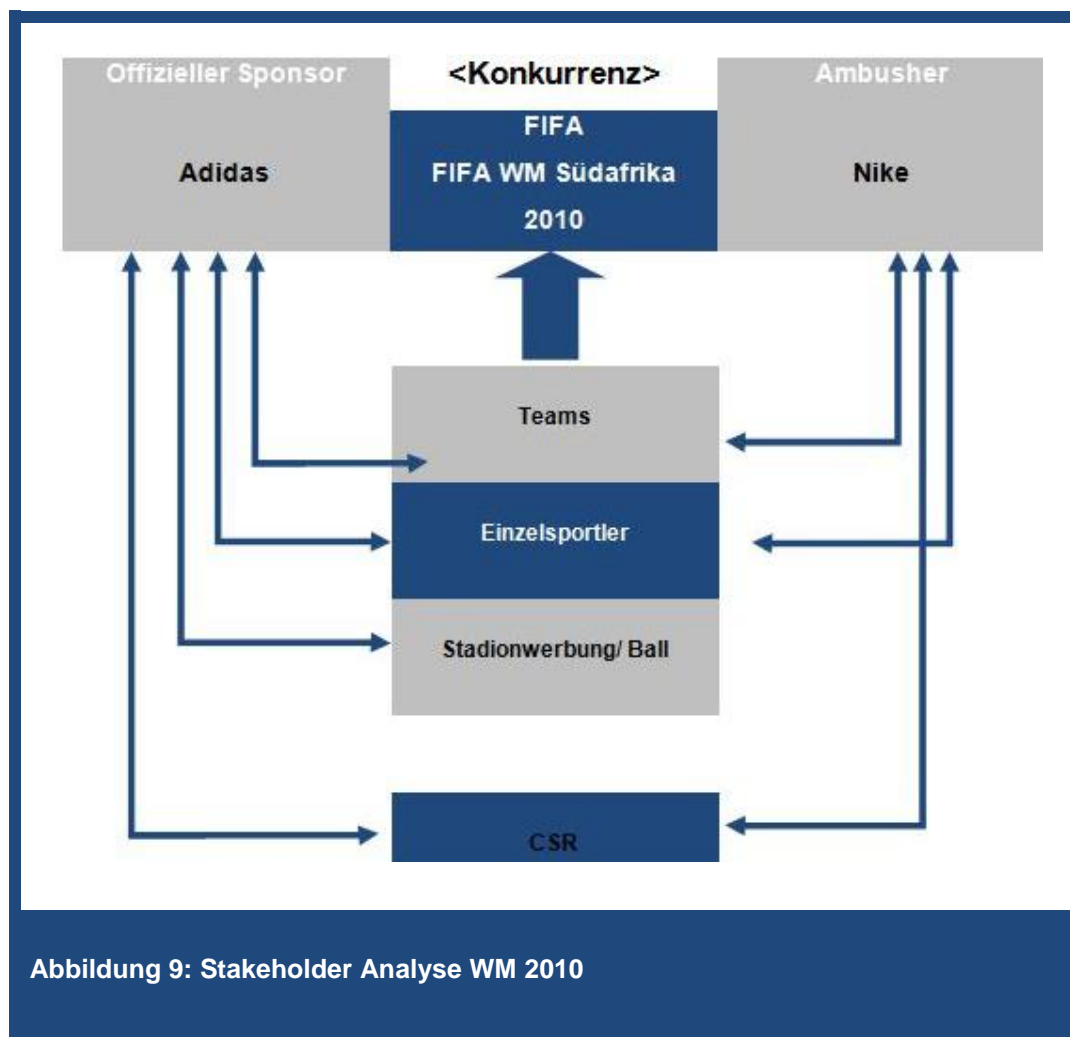 Offizieller Sponsor
<Konkurrenz>
Ambusher
Adidas
FIFA
FIFA WM Südafrika
2010
Nike
Teams
Einzelsportler
Stadionwerbung/ Ball
CSR
Abbildung 9: Stakeholder Analyse WM 2010